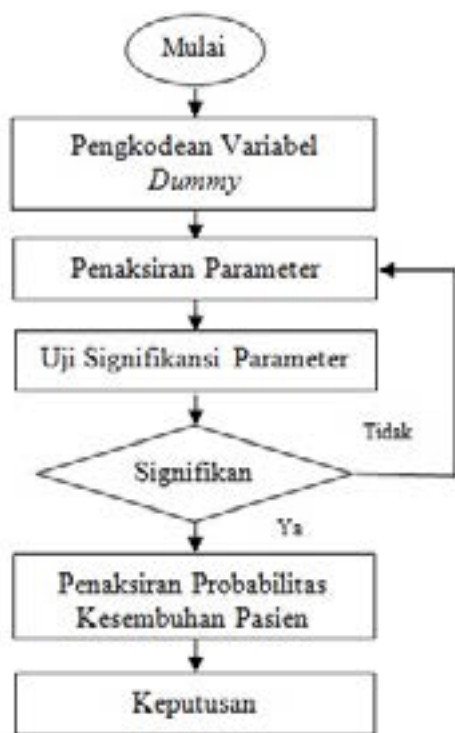 Mulai
Pengkodean Variabel
Dummy
Penaksiran Parameter
Uji Signifikansi Parameter
Tidak
Signifikan
Ya
Penaksiran Probabilitas
Kesembuhan Pasien
Keputusan